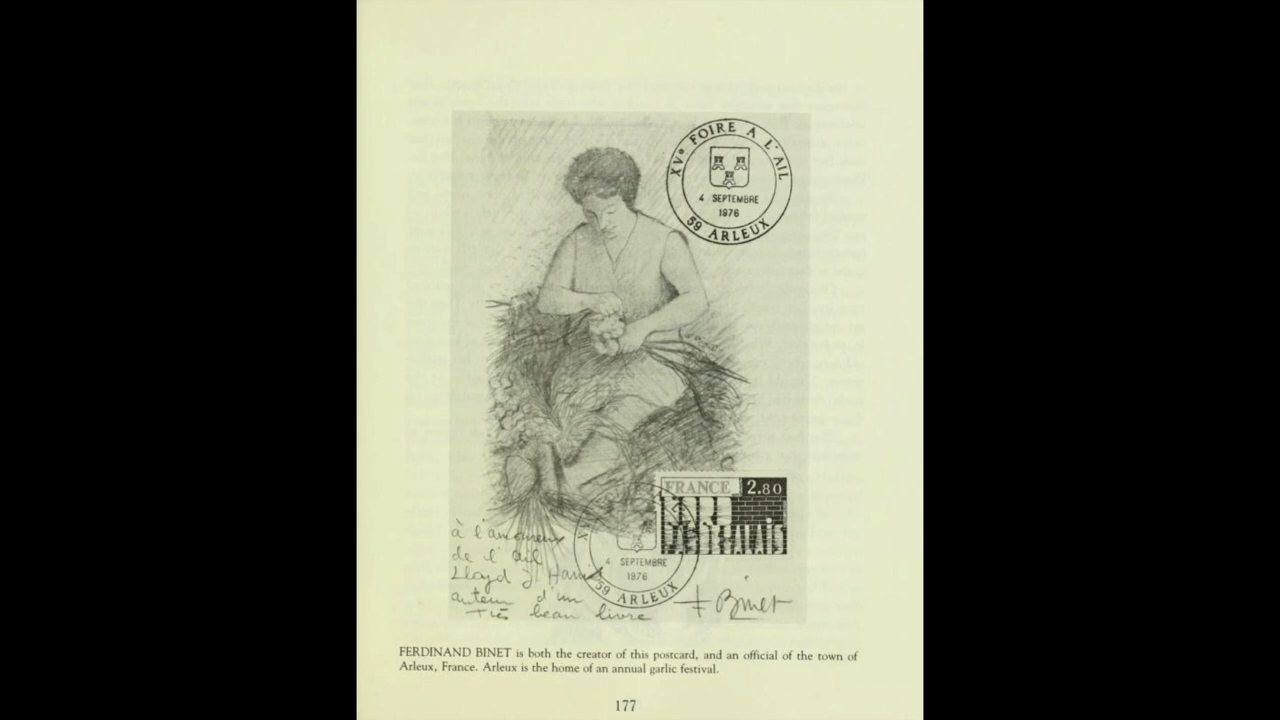 XVᵉ FOIRE A L'AIL
4 SEPTEMBRE
1976
59 ARLEUX
FRANCE 2.80
à l'amoureux
de l'ail
Lloyd J. Harris
auteur d'un
Très beau livre
X
4 SEPTEMBRE
1976
59 ARLEUX
F Binet
FERDINAND BINET is both the creator of this postcard, and an official of the town of
Arleux, France. Arleux is the home of an annual garlic festival.
177